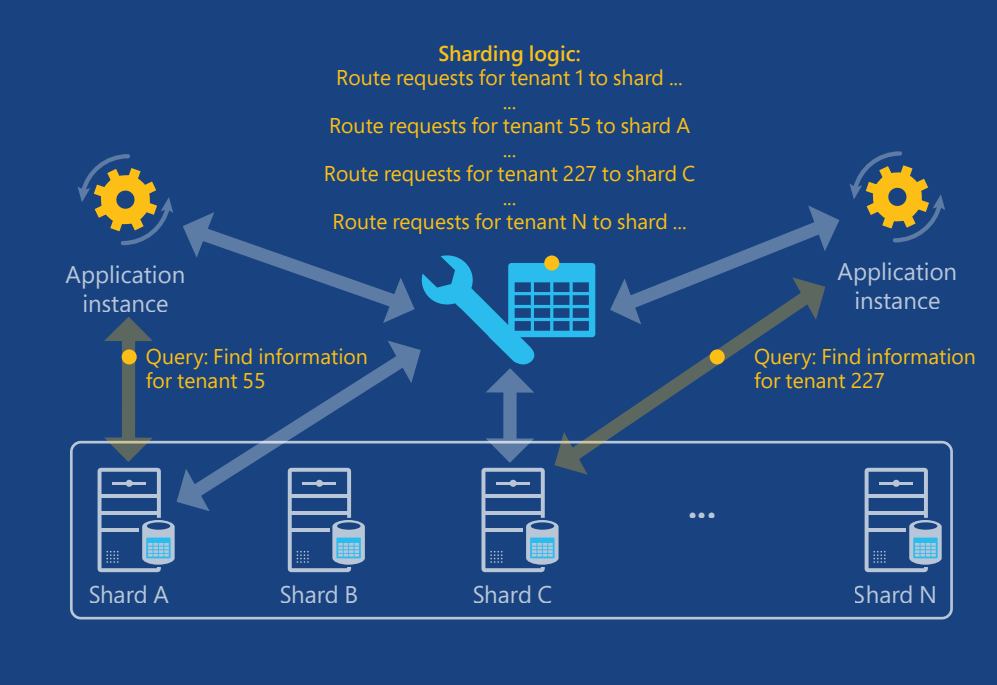 Sharding logic:
Route requests for tenant 1 to shard ...
...
Route requests for tenant 55 to shard A
...
Route requests for tenant 227 to shard C
...
Route requests for tenant N to shard ...
Application
instance
Application
instance
Query: Find information
for tenant 55
Query: Find information
for tenant 227
...
Shard A
Shard B
Shard C
Shard N